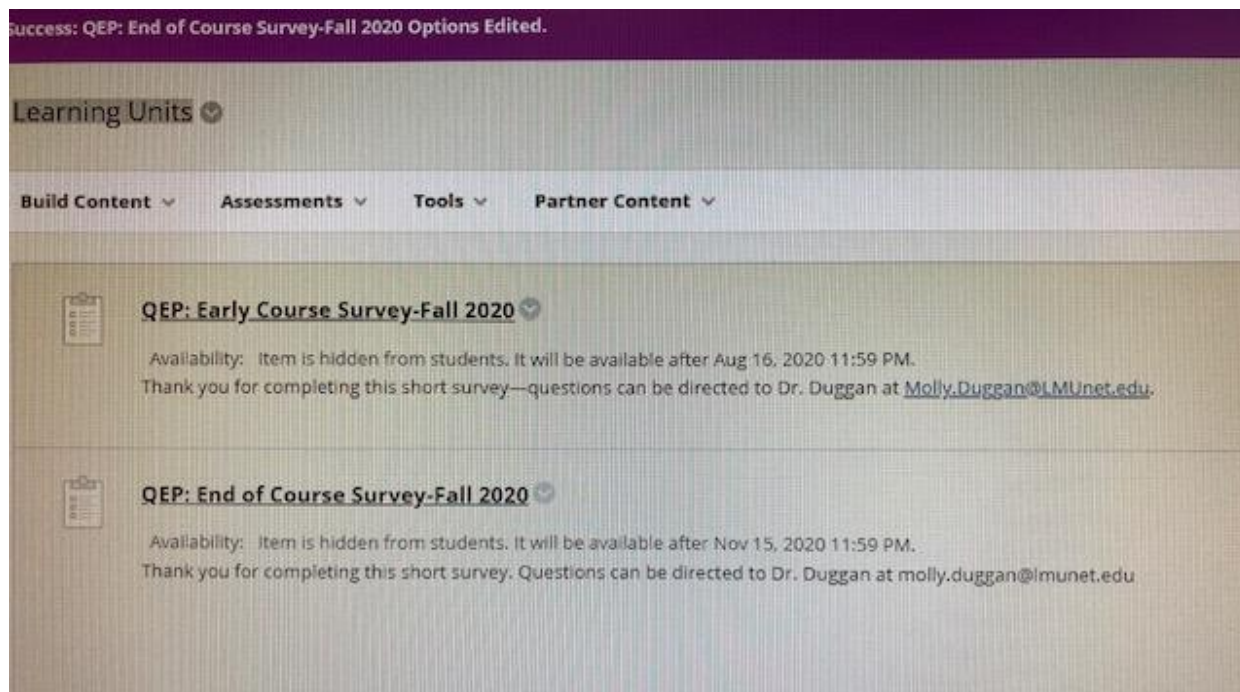 Success: QEP: End of Course Survey-Fall 2020 Options Edited.
Learning Units
Build Content Assessments Tools Partner Content
QEP: Early Course Survey-Fall 2020
Availability: Item is hidden from students. It will be available after Aug 16, 2020 11:59 PM.
Thank you for completing this short survey—questions can be directed to Dr. Duggan at Molly.Duggan@LMUnet.edu.
QEP: End of Course Survey-Fall 2020
Availability: Item is hidden from students. It will be available after Nov 15, 2020 11:59 PM.
Thank you for completing this short survey. Questions can be directed to Dr. Duggan at molly.duggan@lmunet.edu